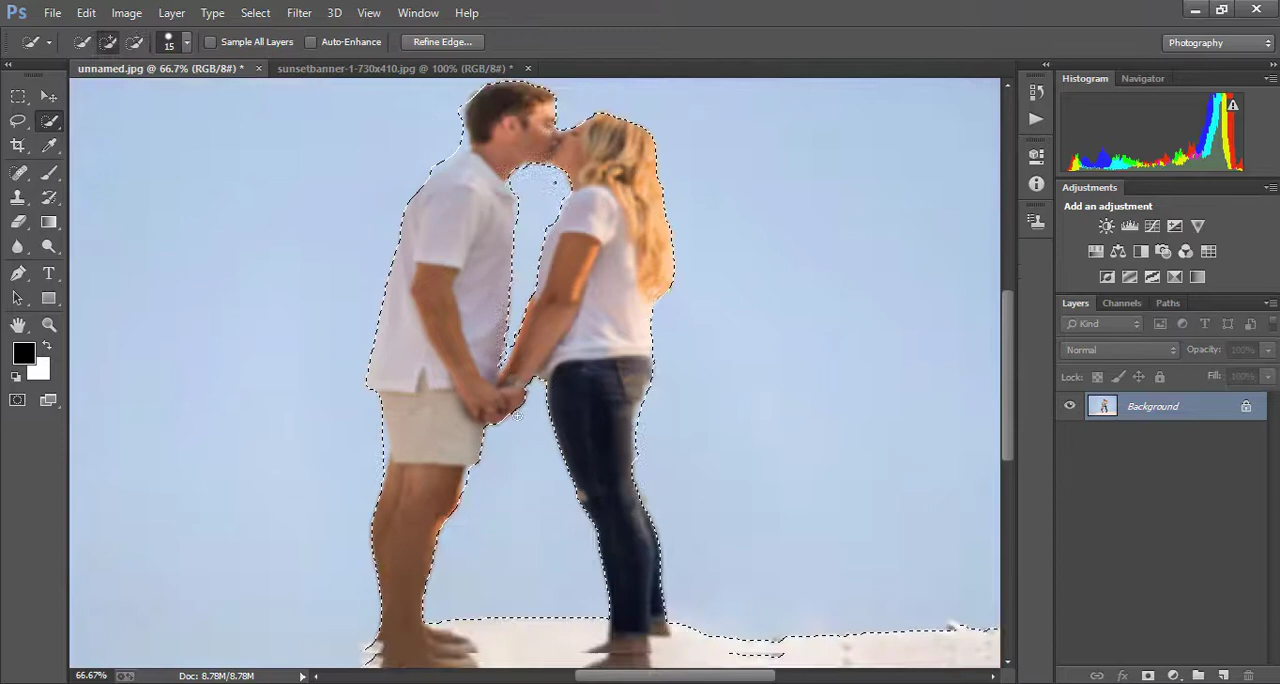 Ps File Edit Image Layer Type Select Filter 3D View Window Help
15 Sample All Layers Auto-Enhance Refine Edge... Photography
unnamed.jpg @ 66.7% (RGB/8#) * × sunsetbanner-1-730x410.jpg @ 100% (RGB/8#) * ×
Histogram Navigator
Adjustments
Add an adjustment
Layers Channels Paths
Kind
Normal Opacity: 100%
Lock: Fill: 100%
Background
66.67% Doc: 8.78M/8.78M